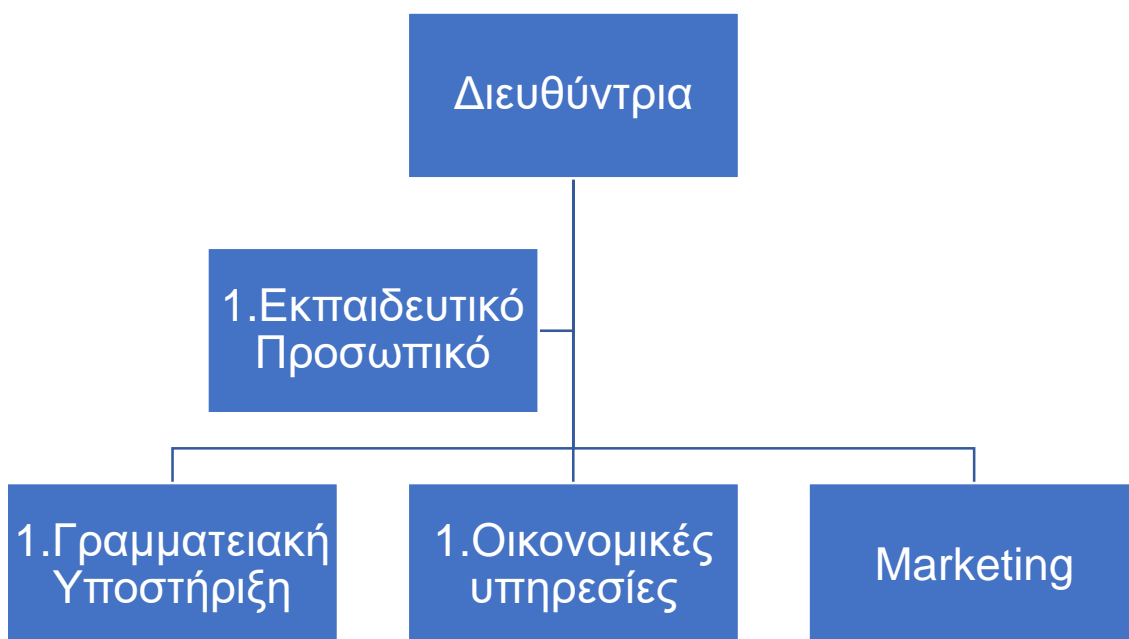 Διευθύντρια
1.Εκπαιδευτικό
Προσωπικό
1.Γραμματειακή
Υποστήριξη
1.Οικονομικές
υπηρεσίες
Marketing